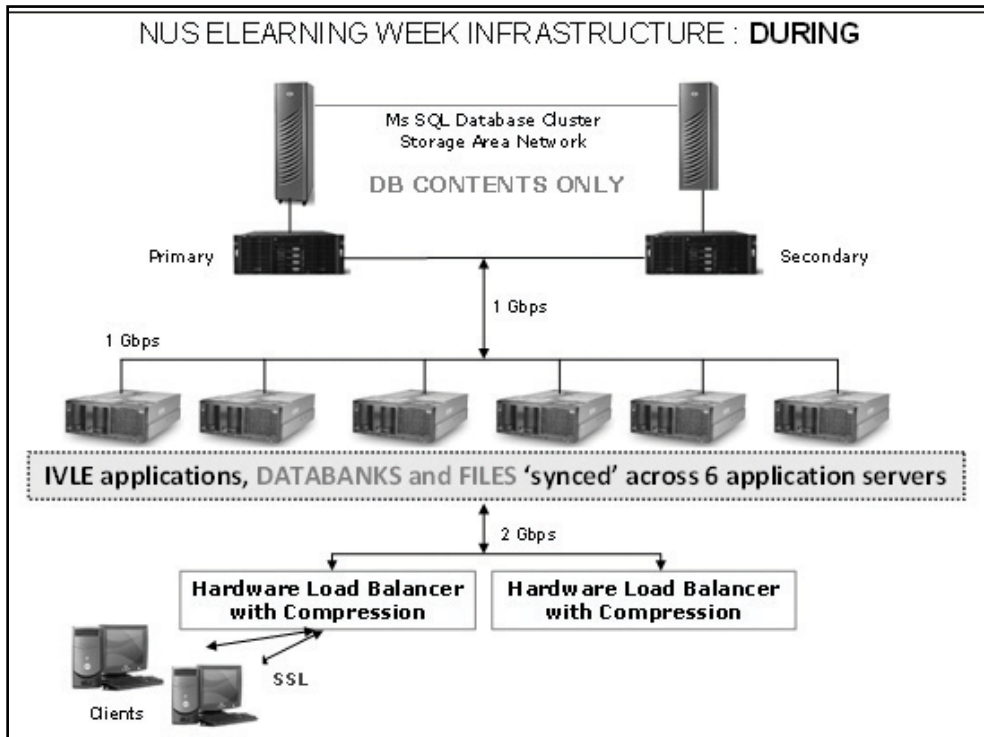 NUS ELEARNING WEEK INFRASTRUCTURE : DURING
Ms SQL Database Cluster
Storage Area Network
DB CONTENTS ONLY
Primary
Secondary
1 Gbps
1 Gbps
IVLE applications, DATABANKS and FILES ‘synced’ across 6 application servers
2 Gbps
Hardware Load Balancer
with Compression
Hardware Load Balancer
with Compression
SSL
Clients